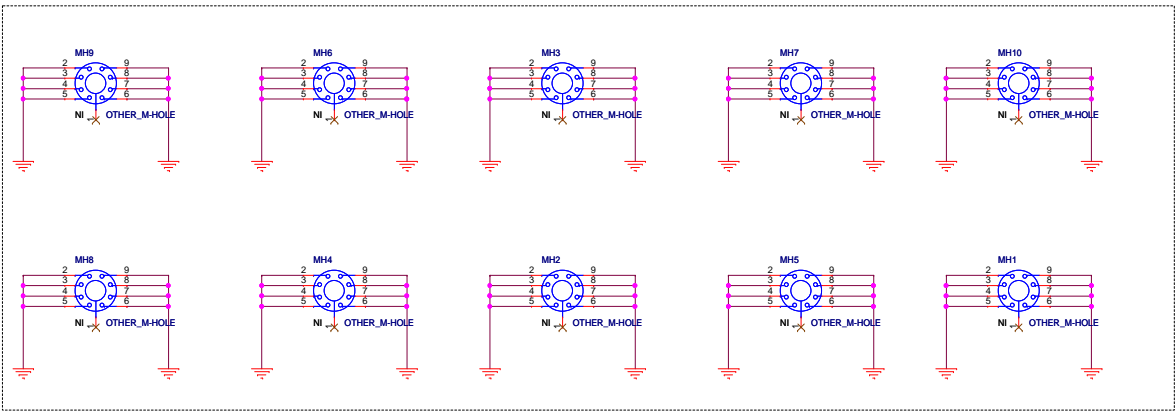 MH9 MH6 MH3 MH7 MH10
2 9 2 9 2 9 2 9 2 9
3 8 3 8 3 8 3 8 3 8
4 7 4 7 4 7 4 7 4 7
5 6 5 6 5 6 5 6 5 6
NI OTHER_M-HOLE NI OTHER_M-HOLE NI OTHER_M-HOLE NI OTHER_M-HOLE NI OTHER_M-HOLE
MH8 MH4 MH2 MH5 MH1
2 9 2 9 2 9 2 9 2 9
3 8 3 8 3 8 3 8 3 8
4 7 4 7 4 7 4 7 4 7
5 6 5 6 5 6 5 6 5 6
NI OTHER_M-HOLE NI OTHER_M-HOLE NI OTHER_M-HOLE NI OTHER_M-HOLE NI OTHER_M-HOLE